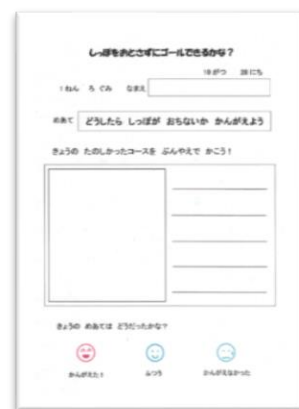 しっぽをおとさずにゴールできるかな？
10がつ 28にち
1ねん ろくみ なまえ
めあて どうしたら しっぽが おちないか かんがえよう
きょうの たのしかったコースを ぶんやえで かこう！
きょうの めあては どうだったかな？
かんがえた！ ふつう かんがえなかった